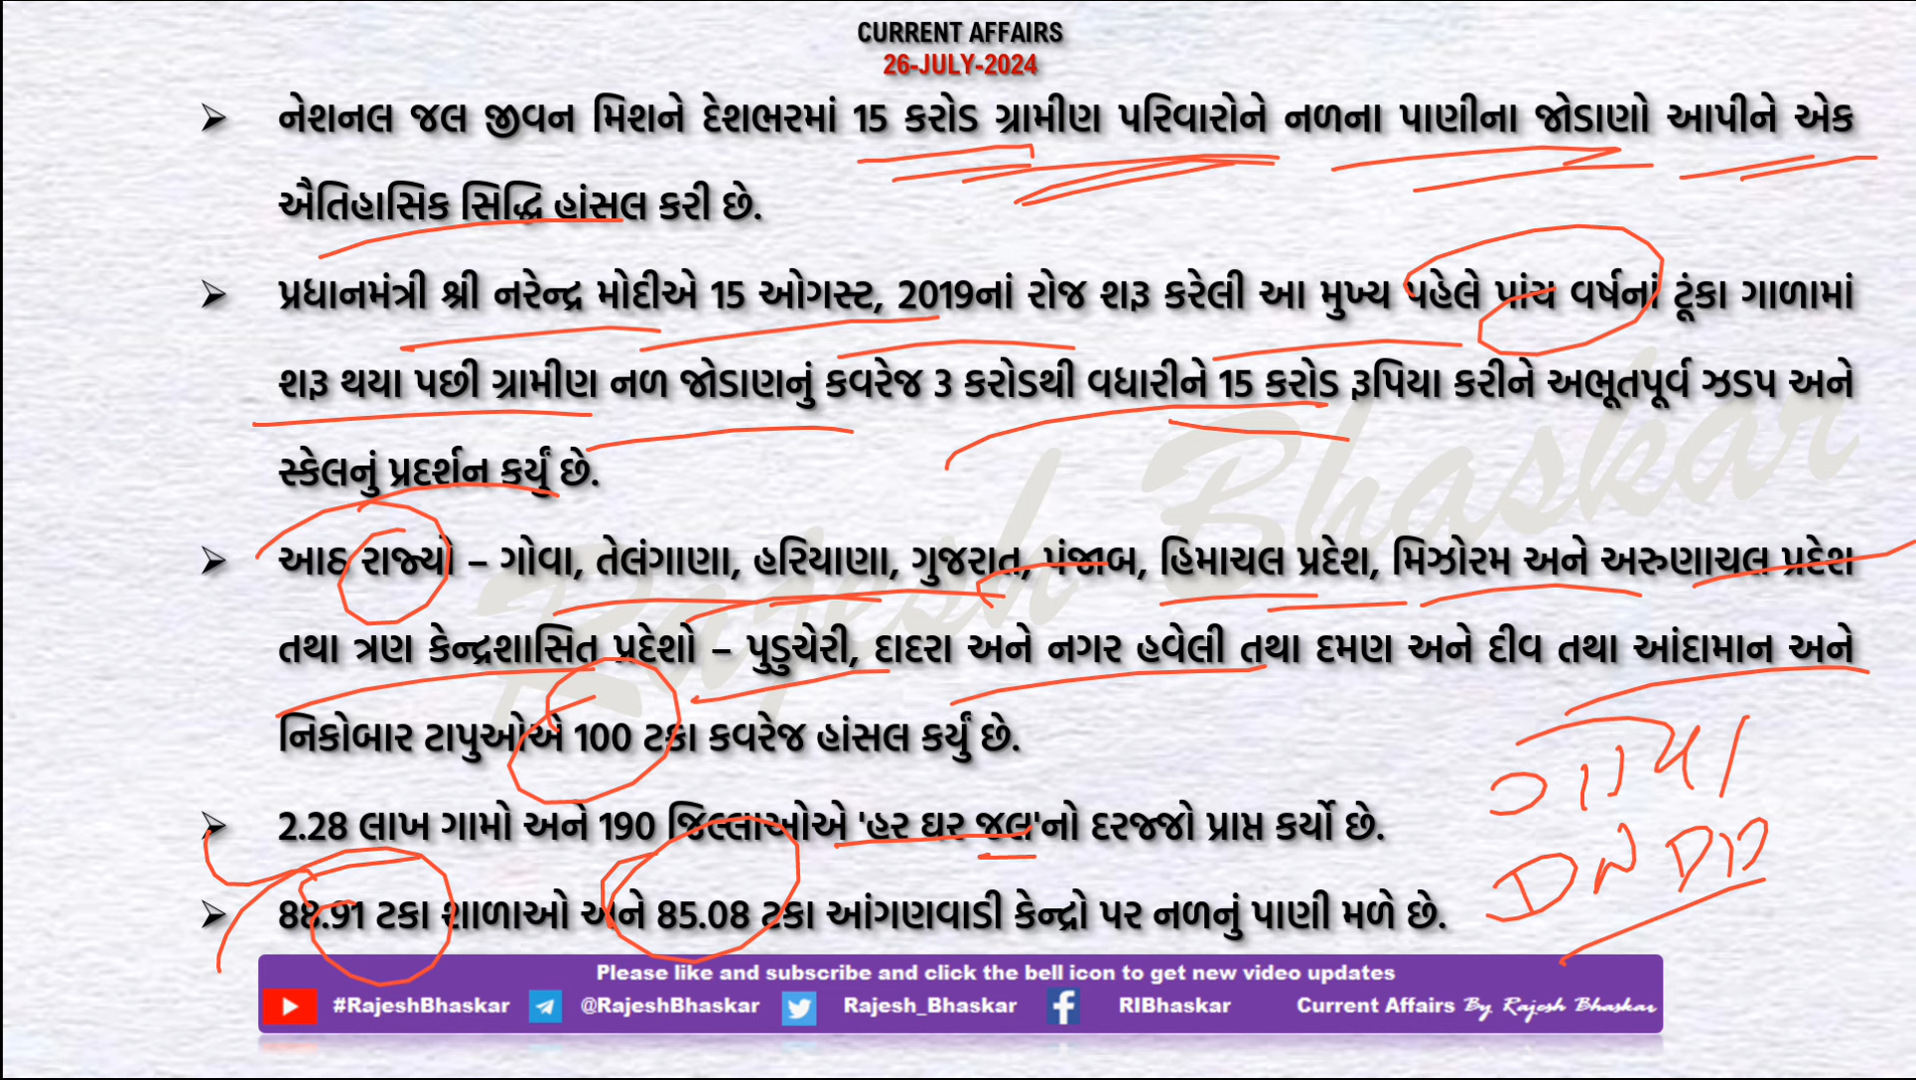 CURRENT AFFAIRS
26-JULY-2024
➢ નેશનલ જલ જીવન મિશને દેશભરમાં 15 કરોડ ગ્રામીણ પરિવારોને નળના પાણીના જોડાણો આપીને એક
ઐતિહાસિક સિદ્ધિ હાંસલ કરી છે.
➢ પ્રધાનમંત્રી શ્રી નરેન્દ્ર મોદીએ 15 ઓગસ્ટ, 2019નાં રોજ શરૂ કરેલી આ મુખ્ય પહેલે પાંચ વર્ષનાં ટૂંકા ગાળામાં
શરૂ થયા પછી ગ્રામીણ નળ જોડાણનું કવરેજ 3 કરોડથી વધારીને 15 કરોડ રૂપિયા કરીને અભૂતપૂર્વ ઝડપ અને
સ્કેલનું પ્રદર્શન કર્યું છે.
➢ આઠ રાજ્યો – ગોવા, તેલંગાણા, હરિયાણા, ગુજરાત, પંજાબ, હિમાચલ પ્રદેશ, મિઝોરમ અને અરુણાચલ પ્રદેશ
તથા ત્રણ કેન્દ્રશાસિત પ્રદેશો – પુડુચેરી, દાદરા અને નગર હવેલી તથા દમણ અને દીવ તથા આંદામાન અને
નિકોબાર ટાપુઓએ 100 ટકા કવરેજ હાંસલ કર્યું છે.
➢ 2.28 લાખ ગામો અને 190 જિલ્લાઓએ 'હર ઘર જલ'નો દરજ્જો પ્રાપ્ત કર્યો છે.
➢ 88.91 ટકા શાળાઓ અને 85.08 ટકા આંગણવાડી કેન્દ્રો પર નળનું પાણી મળે છે.
DNDD
Rajesh Bhaskar
Please like and subscribe and click the bell icon to get new video updates
#RajeshBhaskar @RajeshBhaskar Rajesh_Bhaskar RIBhaskar Current Affairs By Rajesh Bhaskar